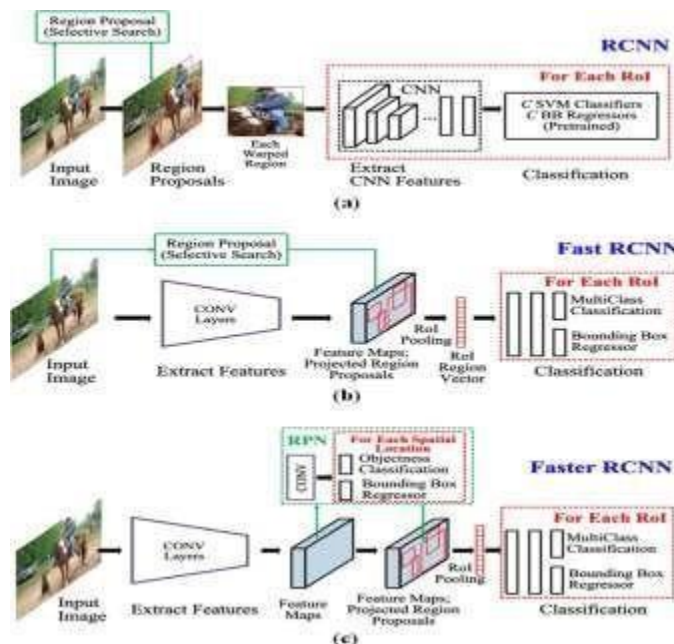 Region Proposal
(Selective Search)
RCNN
For Each RoI
CNN
C SVM Classifiers
C BB Regressors
(Pretrained)
Input
Image
Region
Proposals
Each
Warped
Region
Extract
CNN Features
Classification
(a)
Region Proposal
(Selective Search)
Fast RCNN
For Each RoI
CONV
Layers
MultiClass
Classification
Bounding Box
Regressor
RoI
Pooling
Input
Image
Extract Features
Feature Maps;
Projected Region
Proposals
RoI
Region
Vector
Classification
(b)
RPN
For Each Spatial
Location
CONV
Objectness
Classification
Bounding Box
Regressor
Faster RCNN
For Each RoI
CONV
Layers
MultiClass
Classification
Bounding Box
Regressor
RoI
Pooling
Input
Image
Extract Features
Feature
Maps
Feature Maps;
Projected Region
Proposals
Classification
(c)